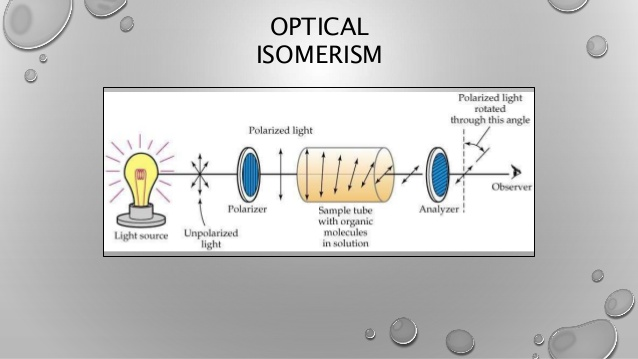 OPTICAL
ISOMERISM
Polarized light
rotated
through this angle
Polarized light
Observer
Polarizer
Sample tube
with organic
molecules
in solution
Analyzer
Light source
Unpolarized
light